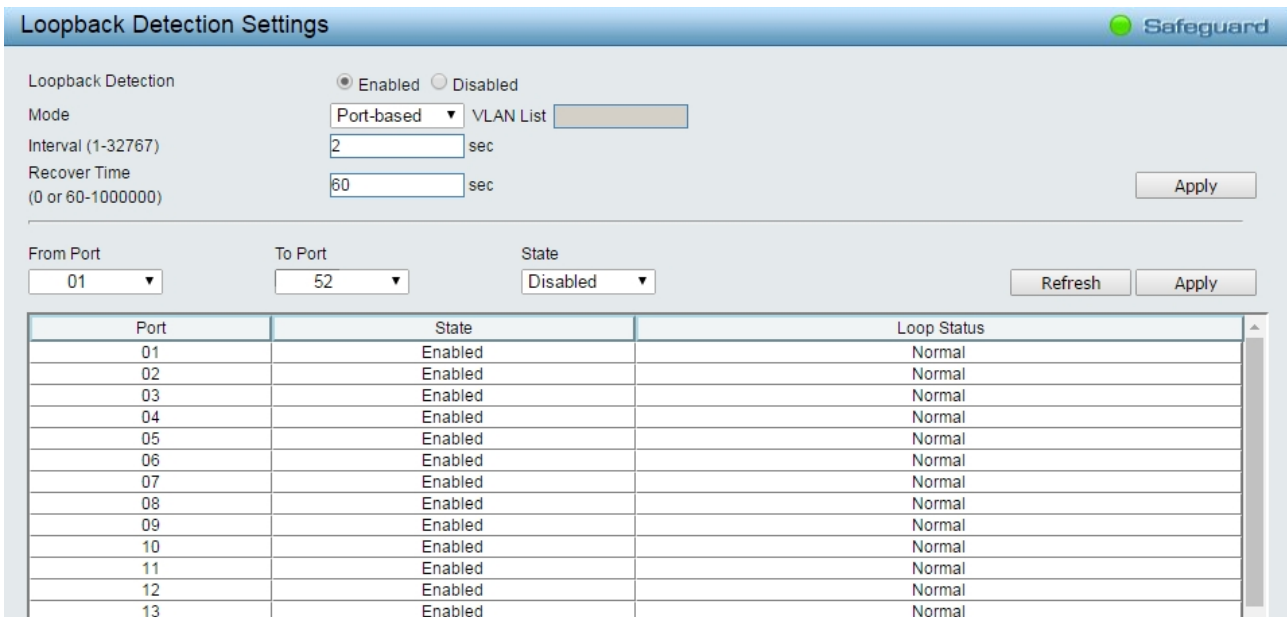 Loopback Detection Settings Safeguard
Loopback Detection Enabled Disabled
Mode Port-based VLAN List
Interval (1-32767) 2 sec
Recover Time
(0 or 60-1000000) 60 sec Apply
From Port To Port State
01 52 Disabled Refresh Apply
Port State Loop Status
01 Enabled Normal
02 Enabled Normal
03 Enabled Normal
04 Enabled Normal
05 Enabled Normal
06 Enabled Normal
07 Enabled Normal
08 Enabled Normal
09 Enabled Normal
10 Enabled Normal
11 Enabled Normal
12 Enabled Normal
13 Enabled Normal